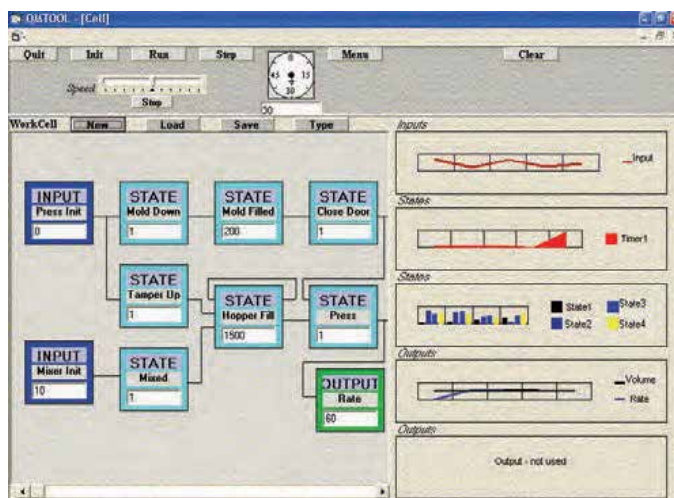 QMTOOL - [Cell]
Quit Init Run Step Menu Clear
0
45 15
30
Speed
Stop
30
WorkCell New Load Save Type
INPUT
Press Init
0
STATE
Mold Down
1
STATE
Mold Filled
200
STATE
Close Door
1
STATE
Tamper Up
1
STATE
Hopper Fill
1500
STATE
Press
1
INPUT
Mixer Init
10
STATE
Mixed
1
OUTPUT
Rate
60
Inputs
Input
States
Timer1
States
State1 State3
State2 State4
Outputs
Volume
Rate
Outputs
Output - not used